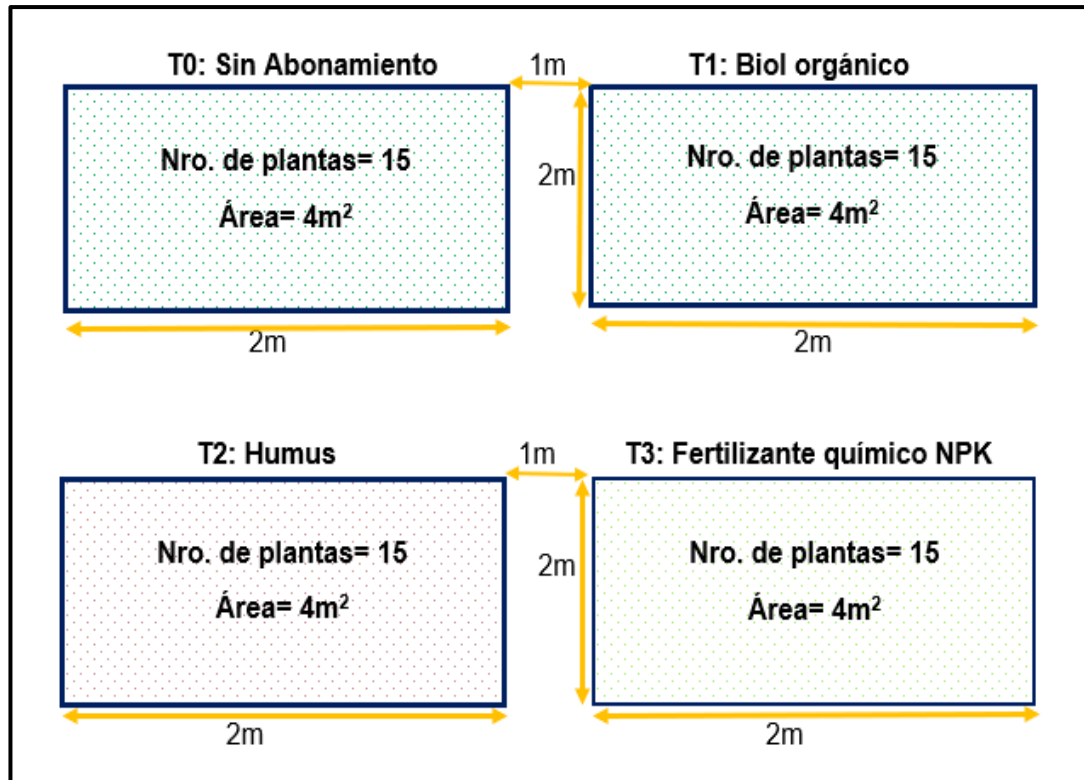 T0: Sin Abonamiento
1m
T1: Biol orgánico
Nro. de plantas= 15
Área= 4m²
2m
Nro. de plantas= 15
Área= 4m²
2m
2m
T2: Humus
1m
T3: Fertilizante químico NPK
Nro. de plantas= 15
Área= 4m²
2m
Nro. de plantas= 15
Área= 4m²
2m
2m